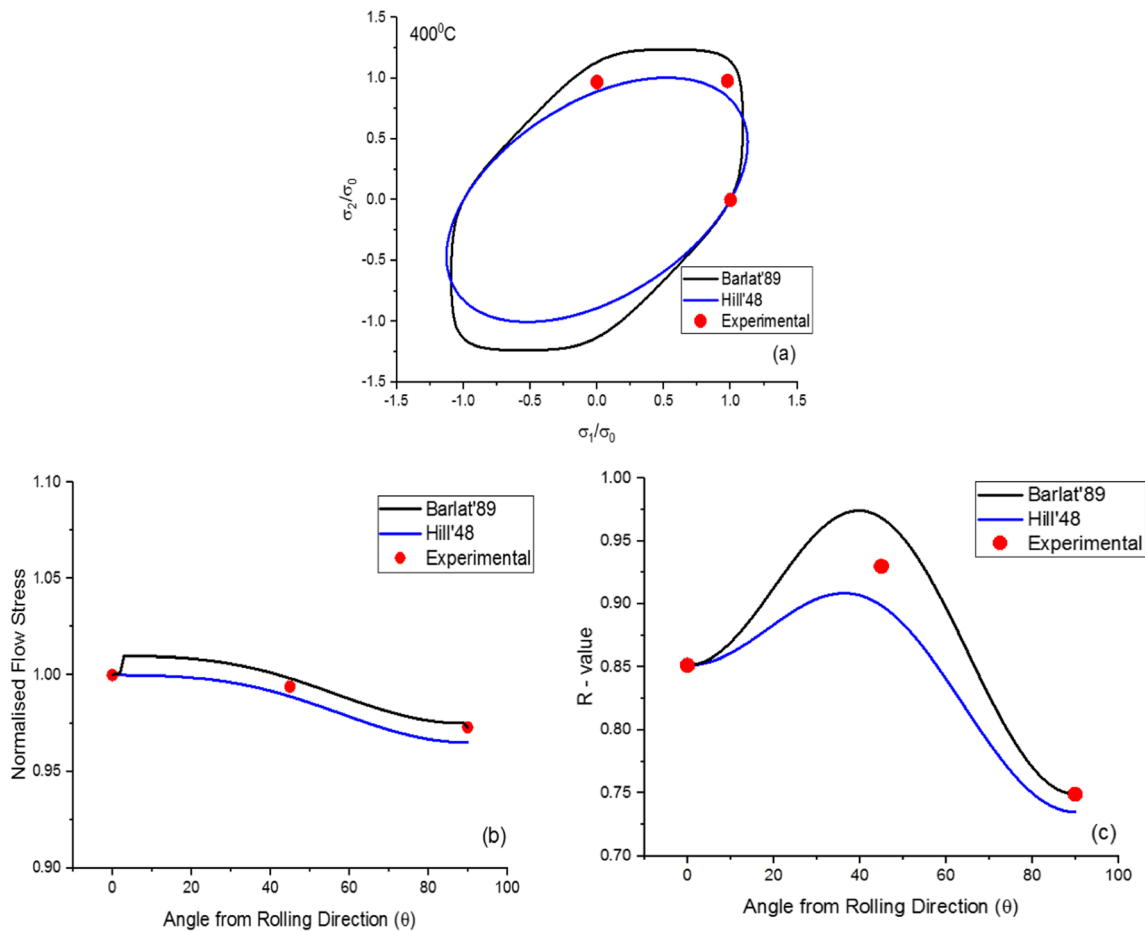 400⁰C
1.5
1.0
0.5
0.0
-0.5
-1.0
-1.5
σ₂/σ₀
-1.5
-1.0
-0.5
0.0
0.5
1.0
1.5
σ₁/σ₀
Barlat'89
Hill'48
Experimental
(a)
1.10
1.05
1.00
0.95
0.90
Normalised Flow Stress
0
20
40
60
80
100
Angle from Rolling Direction (θ)
Barlat'89
Hill'48
Experimental
(b)
1.00
0.95
0.90
0.85
0.80
0.75
0.70
R - value
0
20
40
60
80
100
Angle from Rolling Direction (θ)
Barlat'89
Hill'48
Experimental
(c)